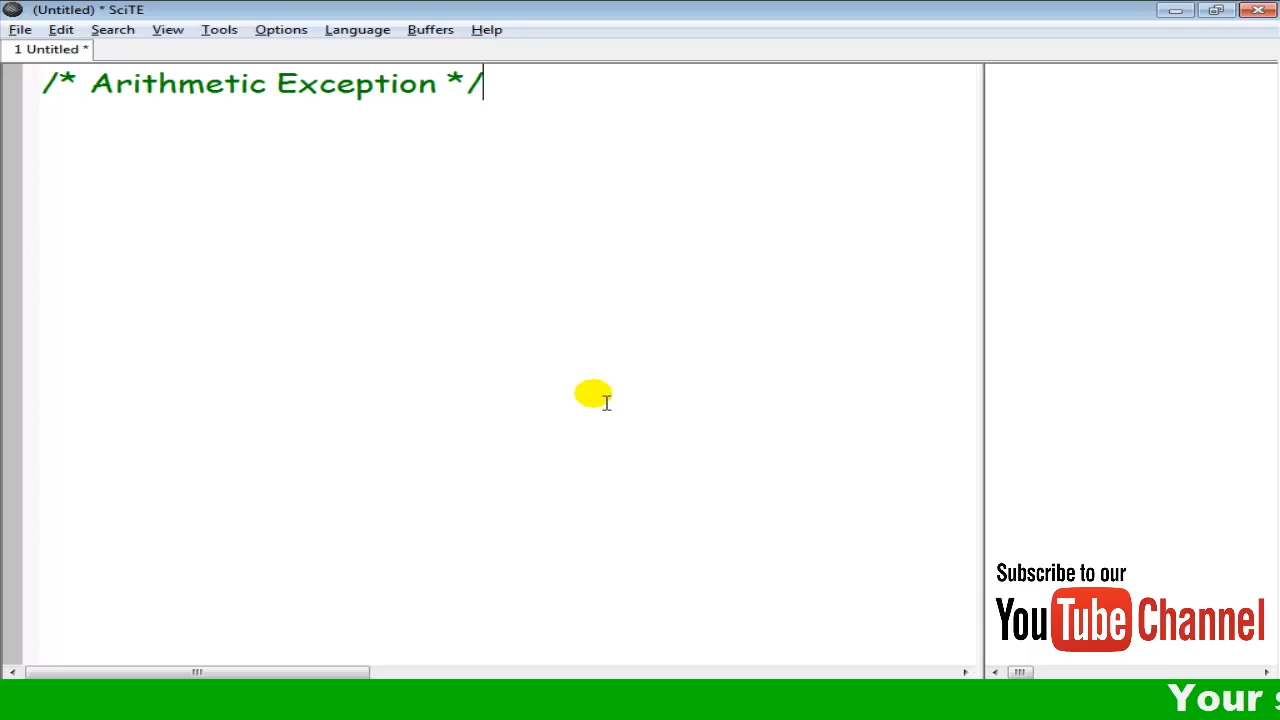 (Untitled) * SciTE
File Edit Search View Tools Options Language Buffers Help
1 Untitled *
/* Arithmetic Exception */
Subscribe to our
YouTube Channel
Your